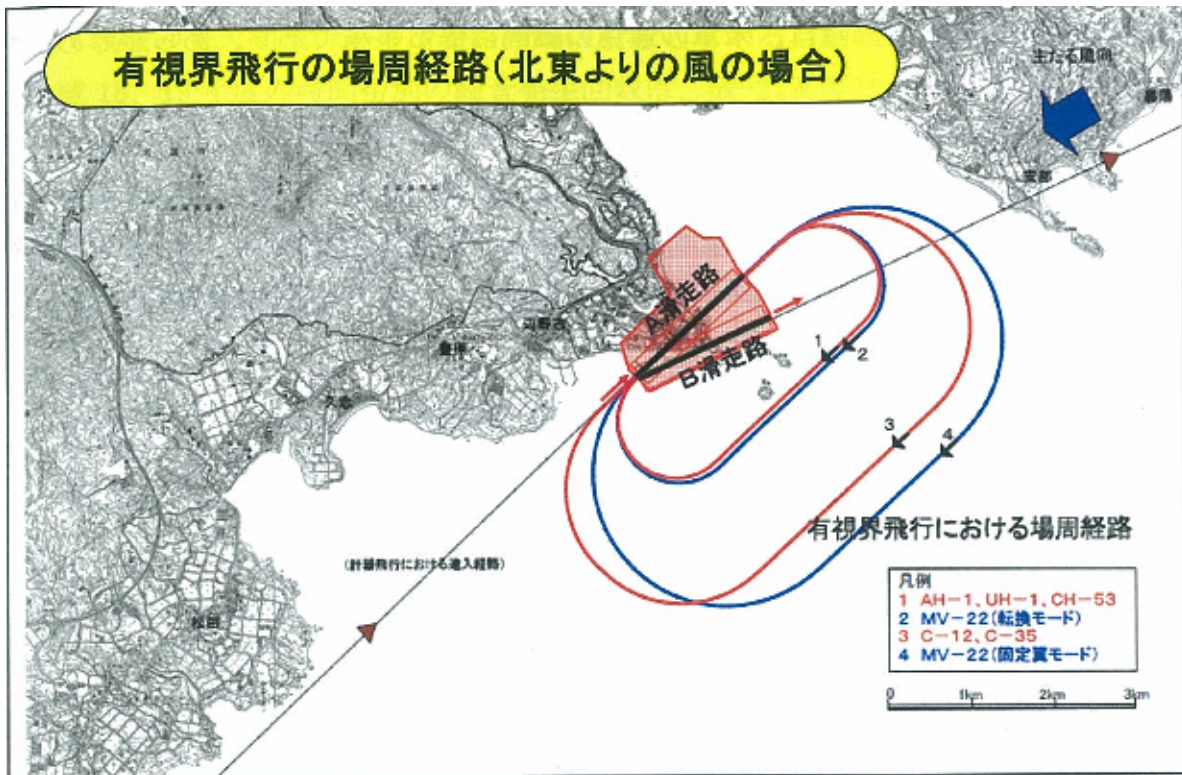 有視界飛行の場周経路(北東よりの風の場合)
主たる風向
嘉陽
安部
A滑走路
辺野古
豊原
B滑走路
1
2
久志
3
4
有視界飛行における場周経路
(計器飛行における進入経路)
松田
凡例
1 AH-1、UH-1、CH-53
2 MV-22(転換モード)
3 C-12、C-35
4 MV-22(固定翼モード)
0 1km 2km 3km